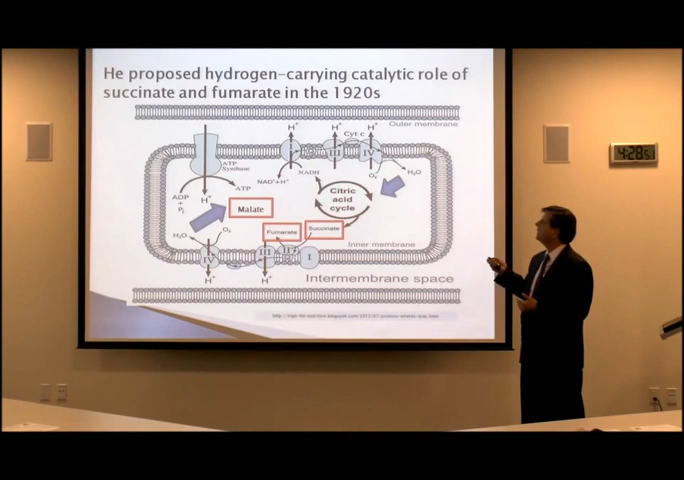 He proposed hydrogen-carrying catalytic role of
succinate and fumarate in the 1920s
Outer membrane
H+
H+
Cyt c
H+
I
III
IV
ATP
Synthase
NADH
NAD+ +H+
O2
H2O
ADP
+
Pi
H+
ATP
Citric
acid
cycle
Malate
Fumarate
Succinate
H2O
O2
Inner membrane
IV
III
II
I
H+
H+
Intermembrane space
4:28